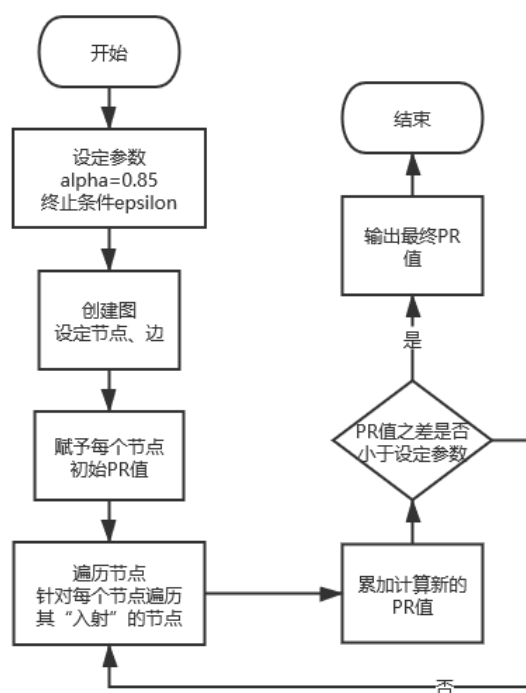 开始
设定参数
alpha=0.85
终止条件epsilon
创建图
设定节点、边
赋予每个节点
初始PR值
遍历节点
针对每个节点遍历
其“入射”的节点
累加计算新的
PR值
PR值之差是否
小于设定参数
是
否
输出最终PR
值
结束